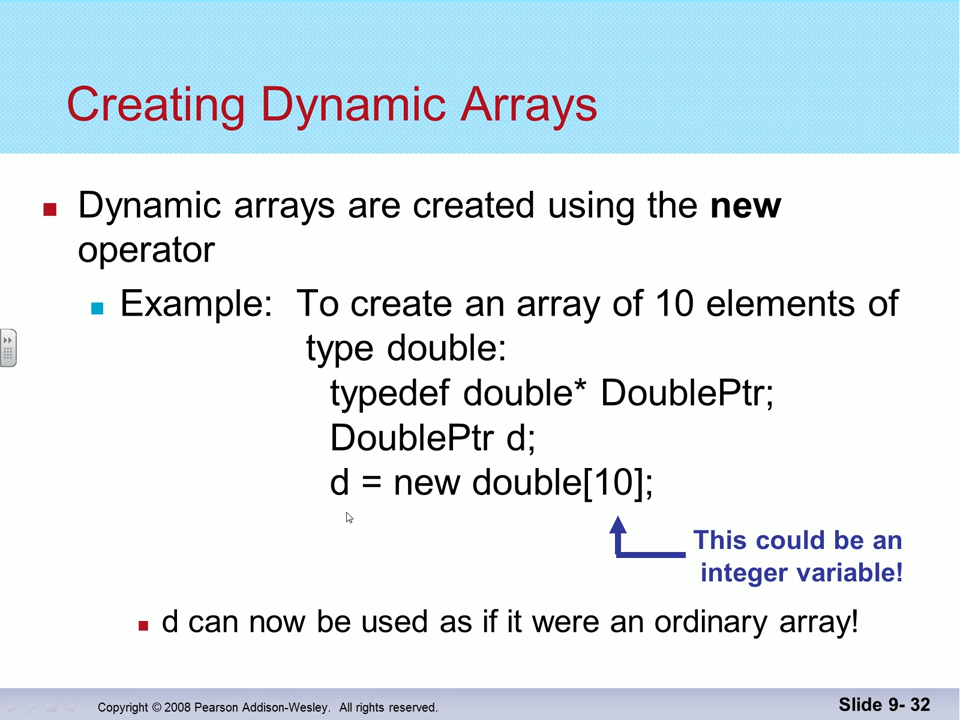 Creating Dynamic Arrays
Dynamic arrays are created using the new
operator
Example: To create an array of 10 elements of
type double:
typedef double* DoublePtr;
DoublePtr d;
d = new double[10];
This could be an
integer variable!
d can now be used as if it were an ordinary array!
Copyright © 2008 Pearson Addison-Wesley. All rights reserved.
Slide 9- 32